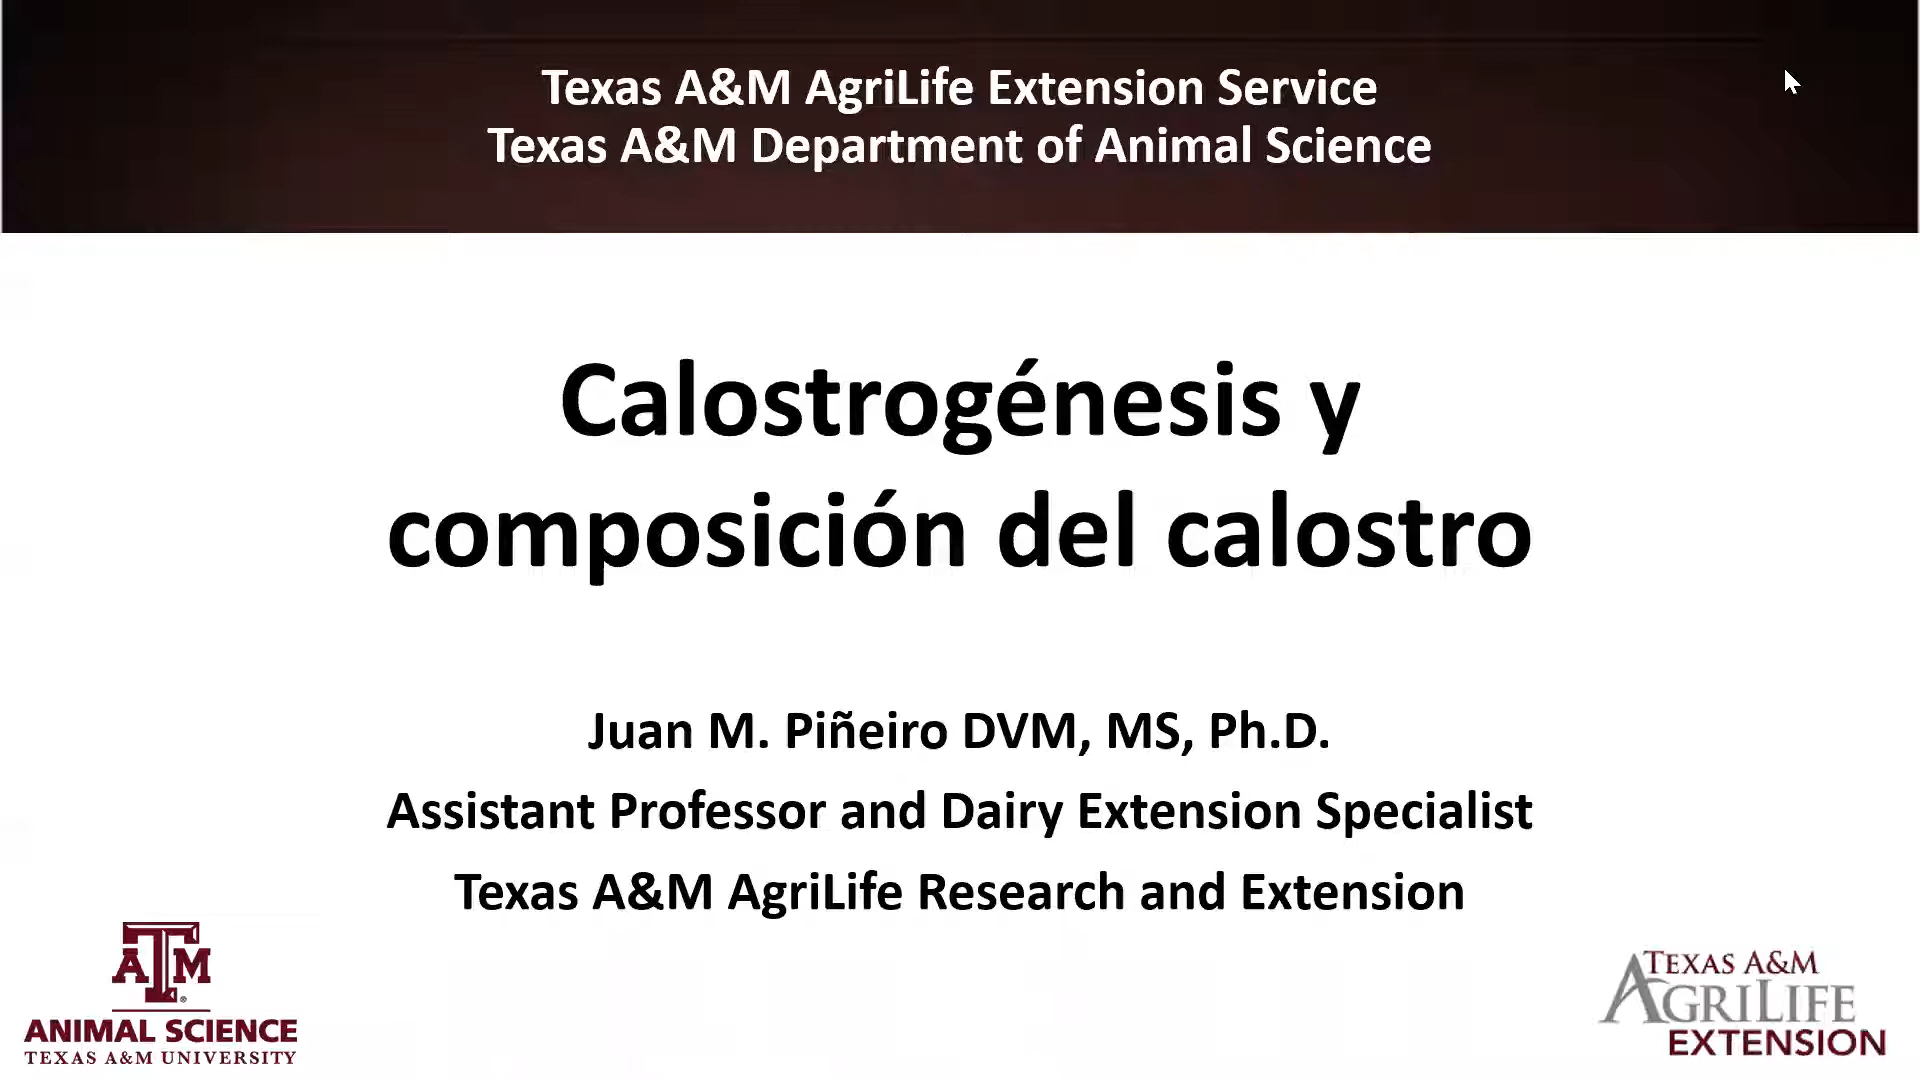 Texas A&M AgriLife Extension Service
Texas A&M Department of Animal Science
Calostrogénesis y
composición del calostro
Juan M. Piñeiro DVM, MS, Ph.D.
Assistant Professor and Dairy Extension Specialist
Texas A&M AgriLife Research and Extension
ATM®
ANIMAL SCIENCE
TEXAS A&M UNIVERSITY
TEXAS A&M
AGRILIFE
EXTENSION